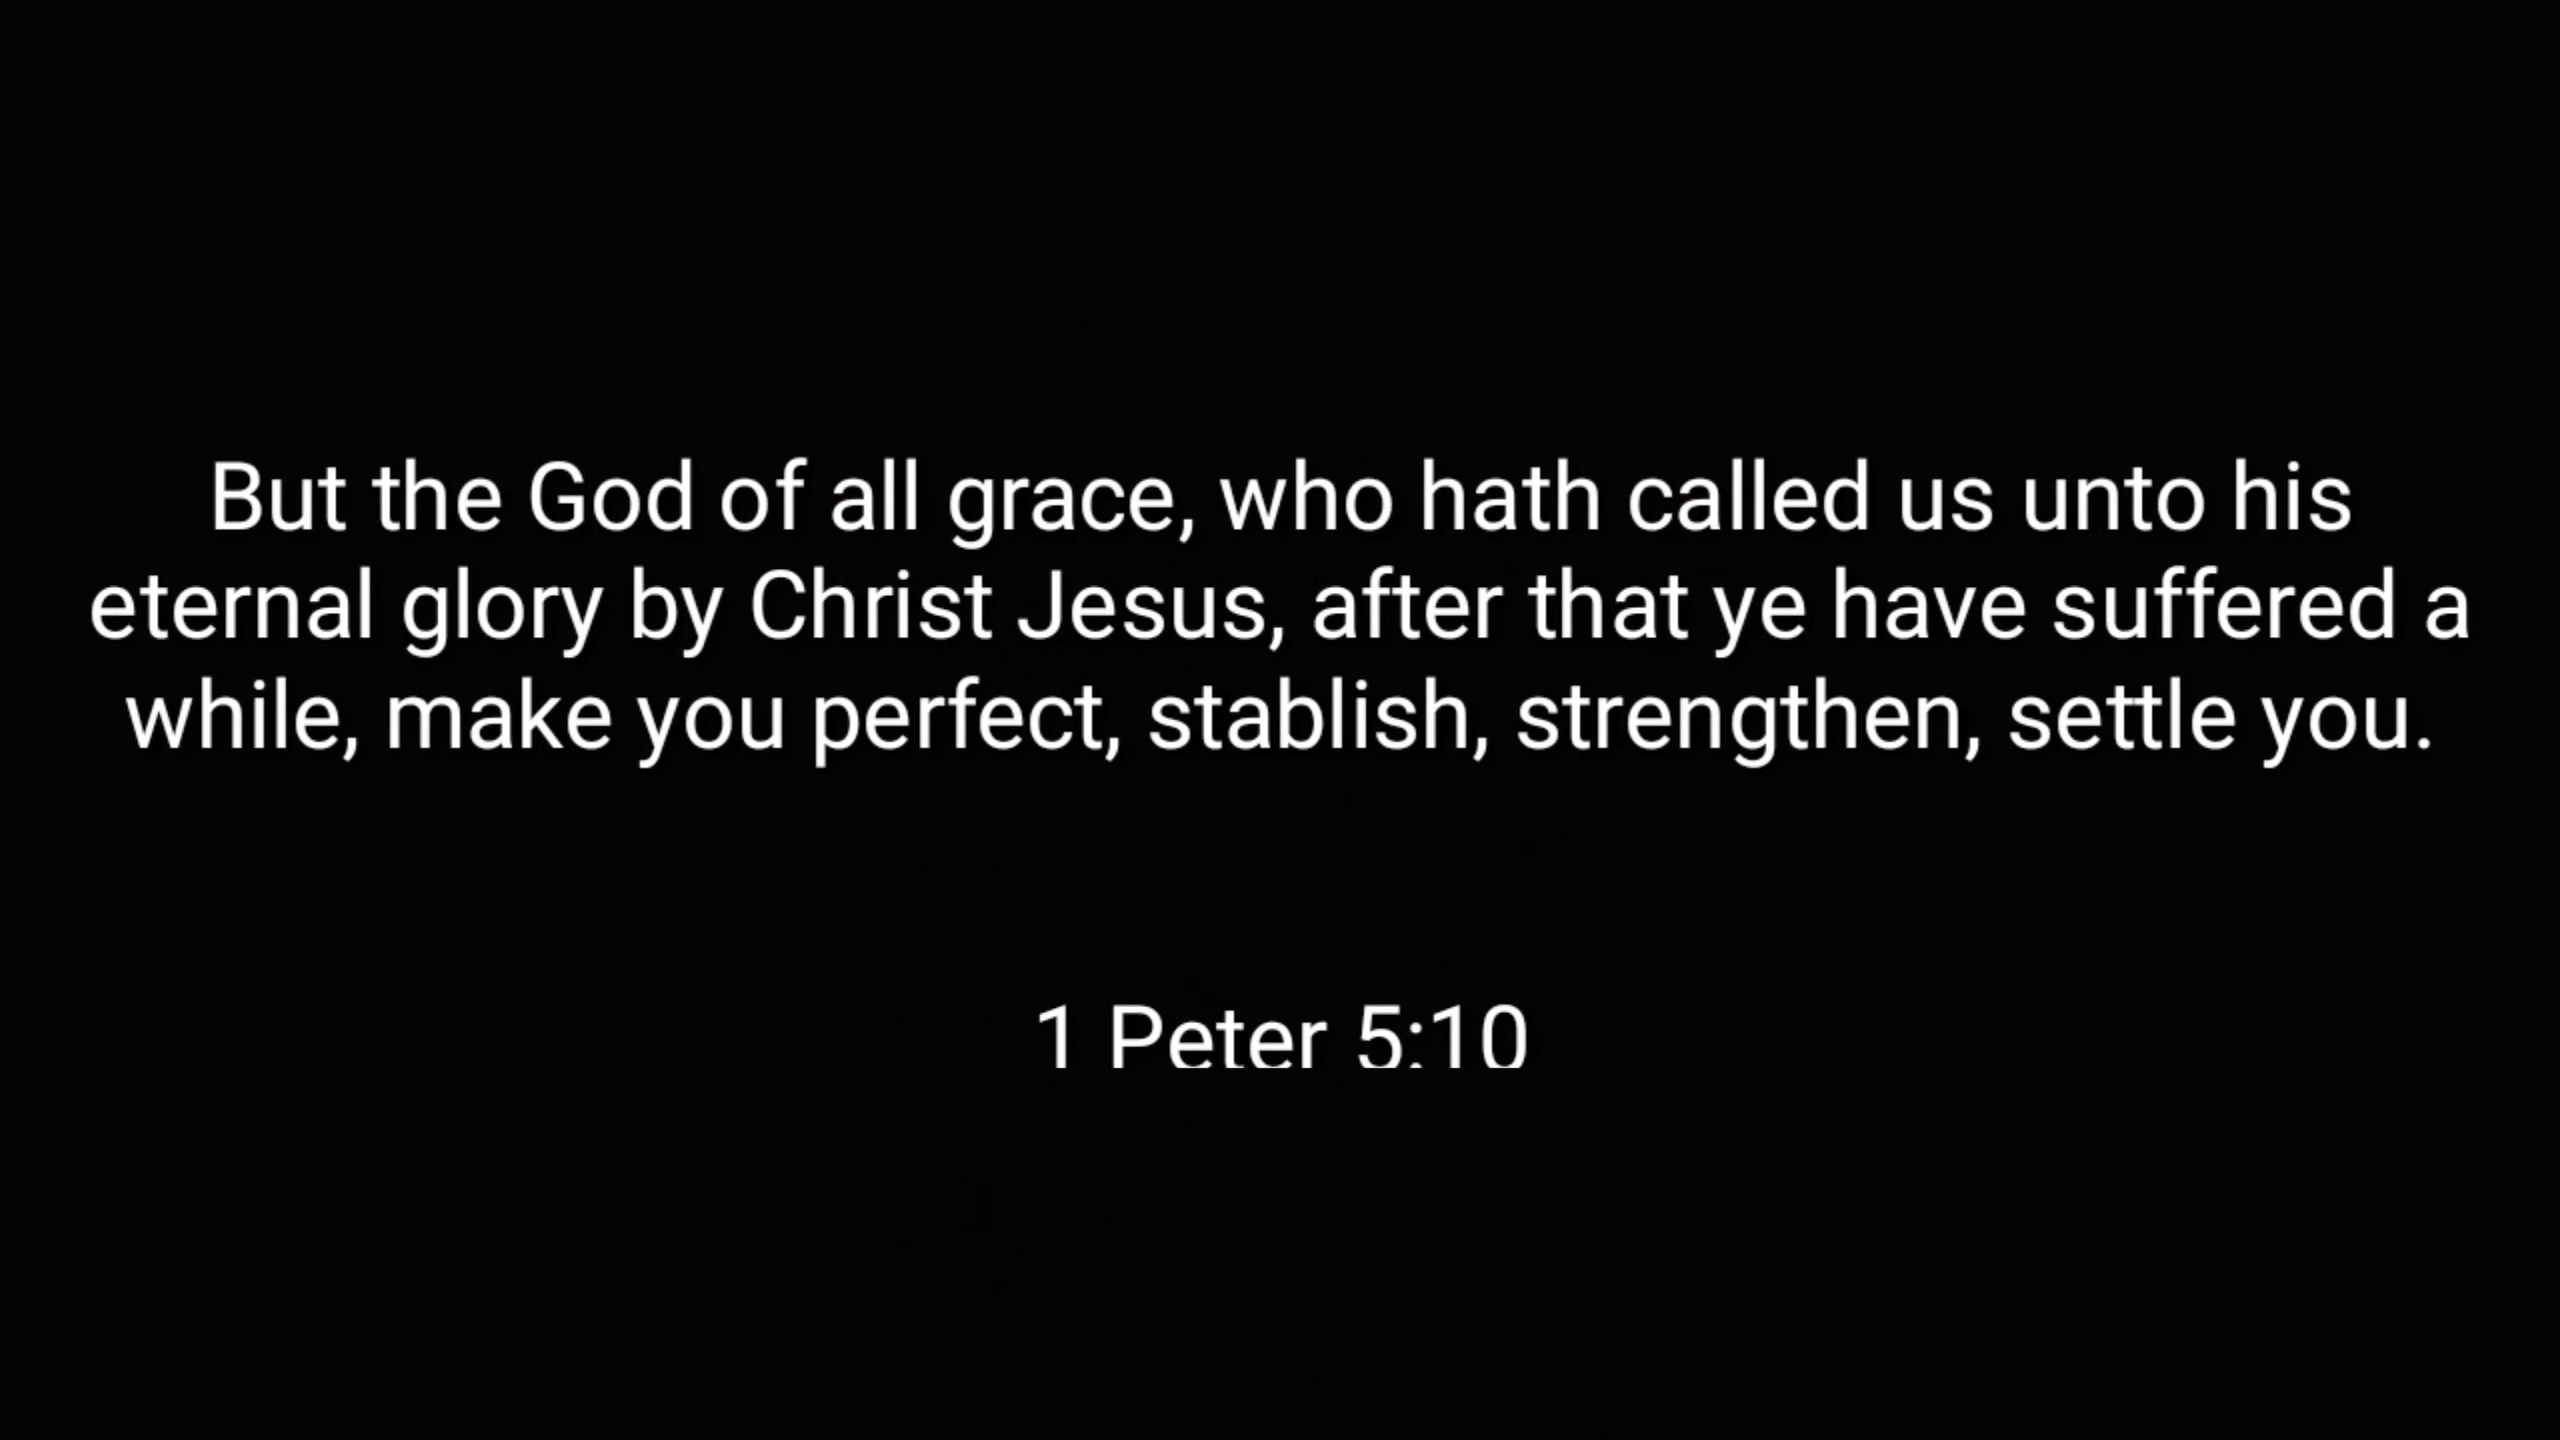 But the God of all grace, who hath called us unto his
eternal glory by Christ Jesus, after that ye have suffered a
while, make you perfect, stablish, strengthen, settle you.
1 Peter 5:10